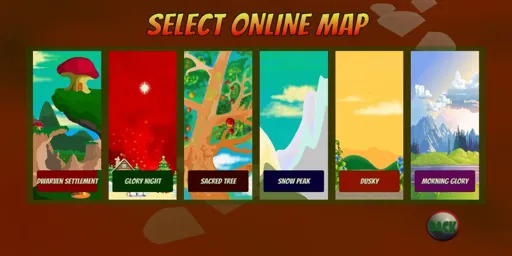 SELECT ONLINE MAP
DWARVEN SETTLEMENT
GLORY NIGHT
SACRED TREE
SNOW PEAK
DUSKY
MORNING GLORY
BACK